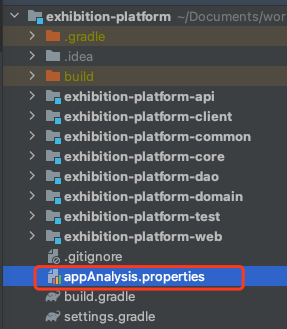 exhibition-platform ~/Documents/wor
.gradle
.idea
build
exhibition-platform-api
exhibition-platform-client
exhibition-platform-common
exhibition-platform-core
exhibition-platform-dao
exhibition-platform-domain
exhibition-platform-test
exhibition-platform-web
.gitignore
appAnalysis.properties
build.gradle
settings.gradle